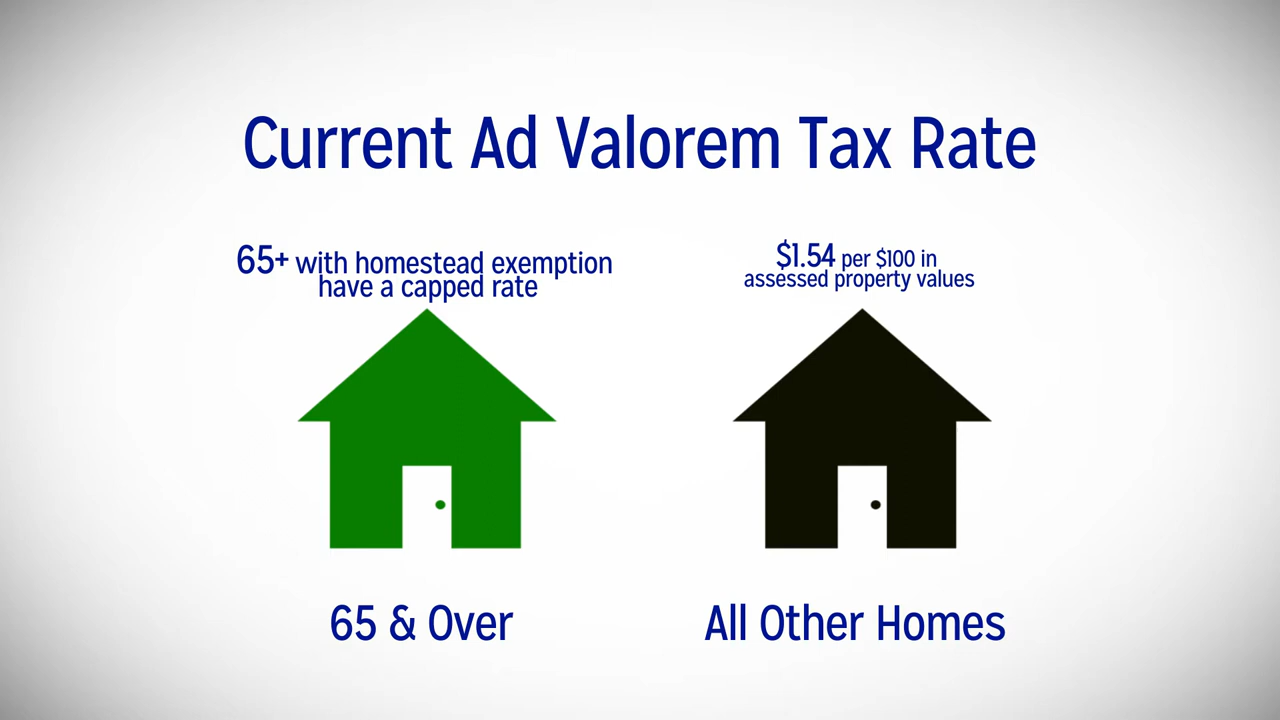 Current Ad Valorem Tax Rate
65+ with homestead exemption
have a capped rate
$1.54 per $100 in
assessed property values
65 & Over
All Other Homes